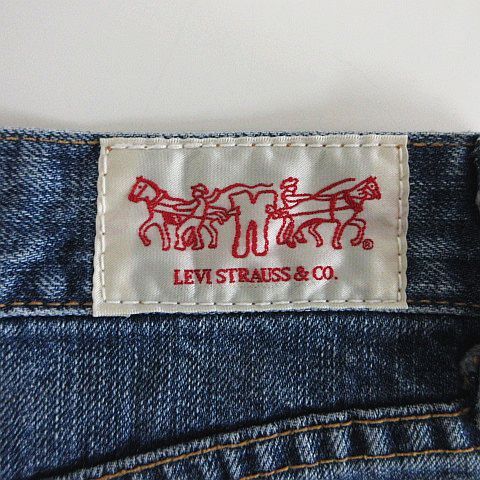 ®
LEVI STRAUSS & CO.